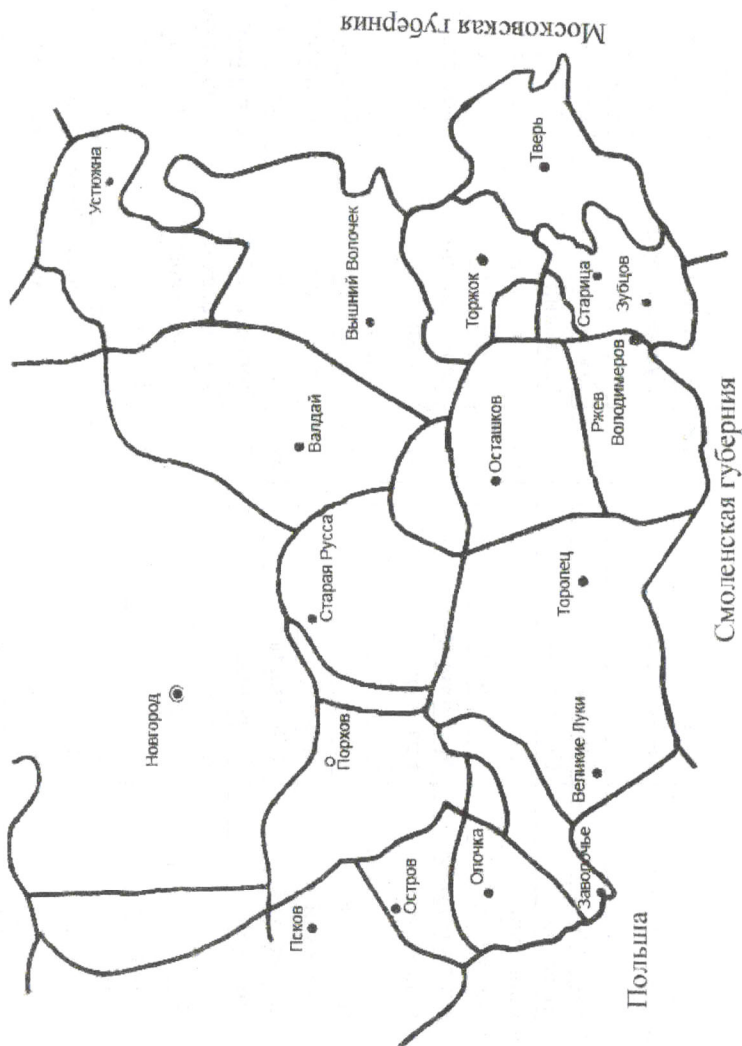 Московская губерния
Устюжна
Тверь
Вышний Волочек
Торжок
Старица
Зубцов
Валдай
Осташков
Ржев
Володимеров
Старая Русса
Торопец
Смоленская губерния
Новгород
Порхов
Великие Луки
Псков
Остров
Опочка
Заволочье
Польша